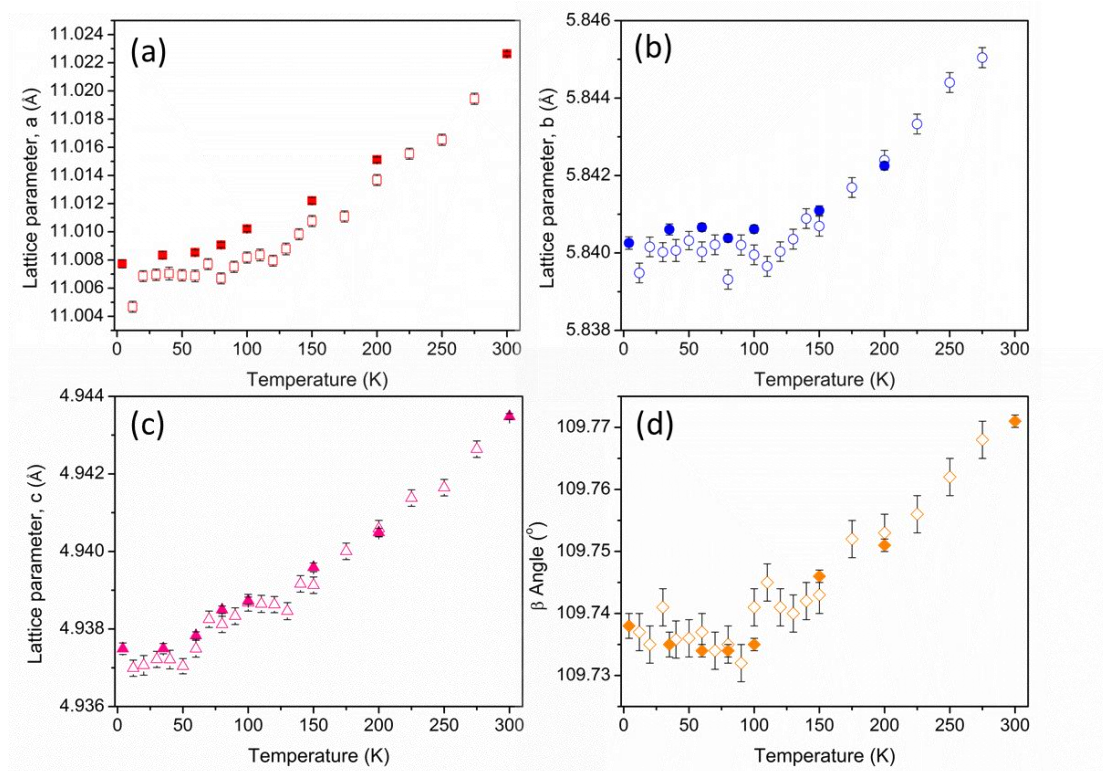 (a)
Lattice parameter, a (Å)
11.024
11.022
11.020
11.018
11.016
11.014
11.012
11.010
11.008
11.006
11.004
0 50 100 150 200 250 300
Temperature (K)
(b)
Lattice parameter, b (Å)
5.846
5.844
5.842
5.840
5.838
0 50 100 150 200 250 300
Temperature (K)
(c)
Lattice parameter, c (Å)
4.944
4.942
4.940
4.938
4.936
0 50 100 150 200 250 300
Temperature (K)
(d)
β Angle (°)
109.77
109.76
109.75
109.74
109.73
0 50 100 150 200 250 300
Temperature (K)